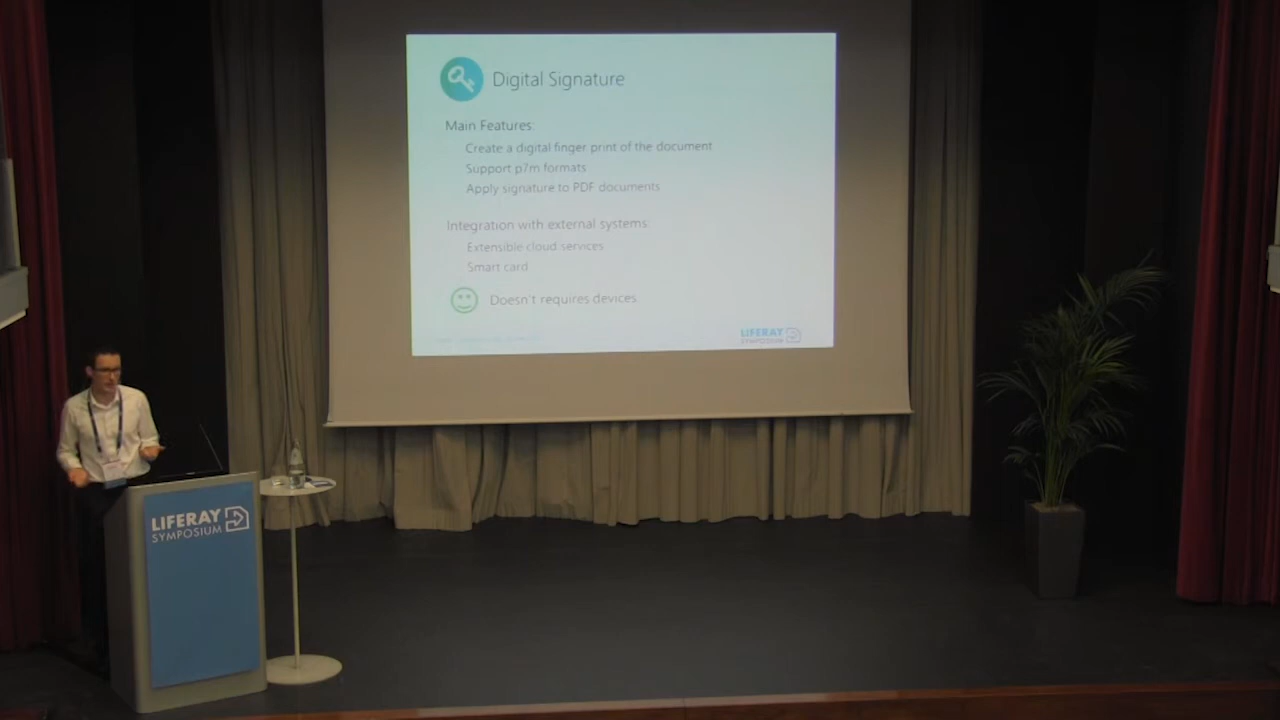 Digital Signature
Main Features:
Create a digital finger print of the document
Support p7m formats
Apply signature to PDF documents
Integration with external systems:
Extensible cloud services
Smart card
Doesn't requires devices
LIFERAY
SYMPOSIUM
LIFERAY
SYMPOSIUM